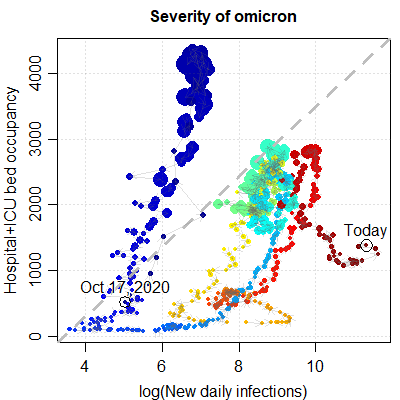 Severity of omicron
Hospital+ICU bed occupancy
4000
3000
2000
1000
0
Today
Oct 17, 2020
4
6
8
10
log(New daily infections)